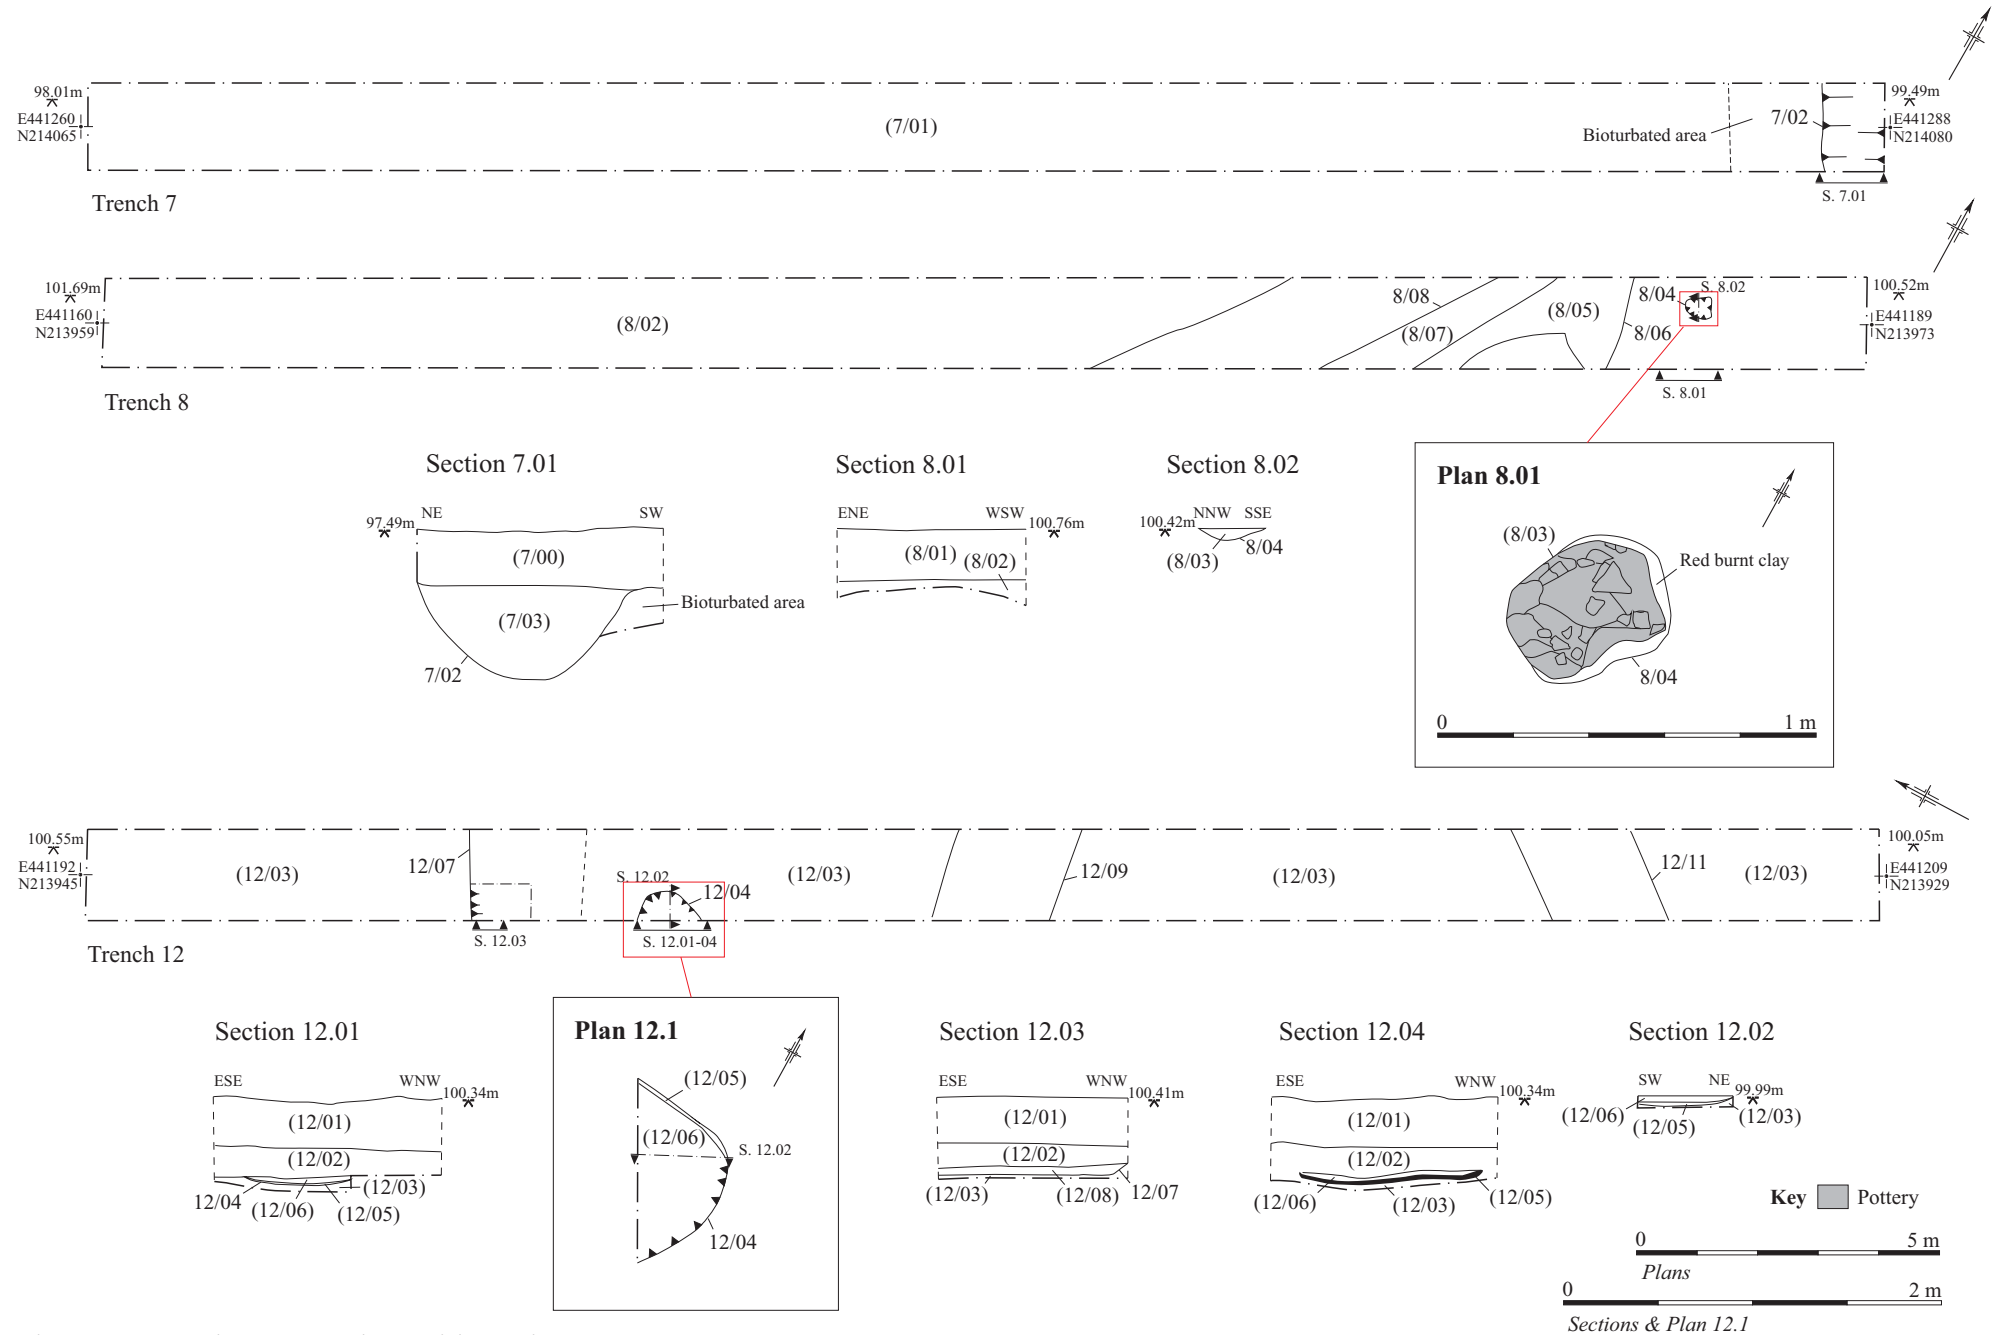 98.01m
E441260
N214065
(7/01)
Bioturbated area
7/02
99.49m
E441288
N214080
S. 7.01
Trench 7
101.69m
E441160
N213959
(8/02)
8/08
(8/07)
(8/05)
8/04
S. 8.02
8/06
100.52m
E441189
N213973
S. 8.01
Trench 8
Section 7.01
NE
SW
97.49m
(7/00)
(7/03)
Bioturbated area
7/02
Section 8.01
ENE
WSW
100.76m
(8/01)
(8/02)
Section 8.02
NNW
SSE
100.42m
(8/03)
8/04
Plan 8.01
(8/03)
Red burnt clay
8/04
0
1 m
100.55m
E441192
N213945
(12/03)
12/07
S. 12.02
12/04
(12/03)
12/09
(12/03)
12/11
(12/03)
100.05m
E441209
N213929
S. 12.03
S. 12.01-04
Trench 12
Section 12.01
ESE
WNW
100.34m
(12/01)
(12/02)
(12/03)
12/04
(12/06)
(12/05)
Plan 12.1
(12/05)
(12/06)
S. 12.02
12/04
Section 12.03
ESE
WNW
100.41m
(12/01)
(12/02)
(12/03)
(12/08)
12/07
Section 12.04
ESE
WNW
100.34m
(12/01)
(12/02)
(12/06)
(12/03)
(12/05)
Section 12.02
SW
NE
99.99m
(12/06)
(12/05)
(12/03)
Key
Pottery
0
5 m
Plans
0
2 m
Sections & Plan 12.1